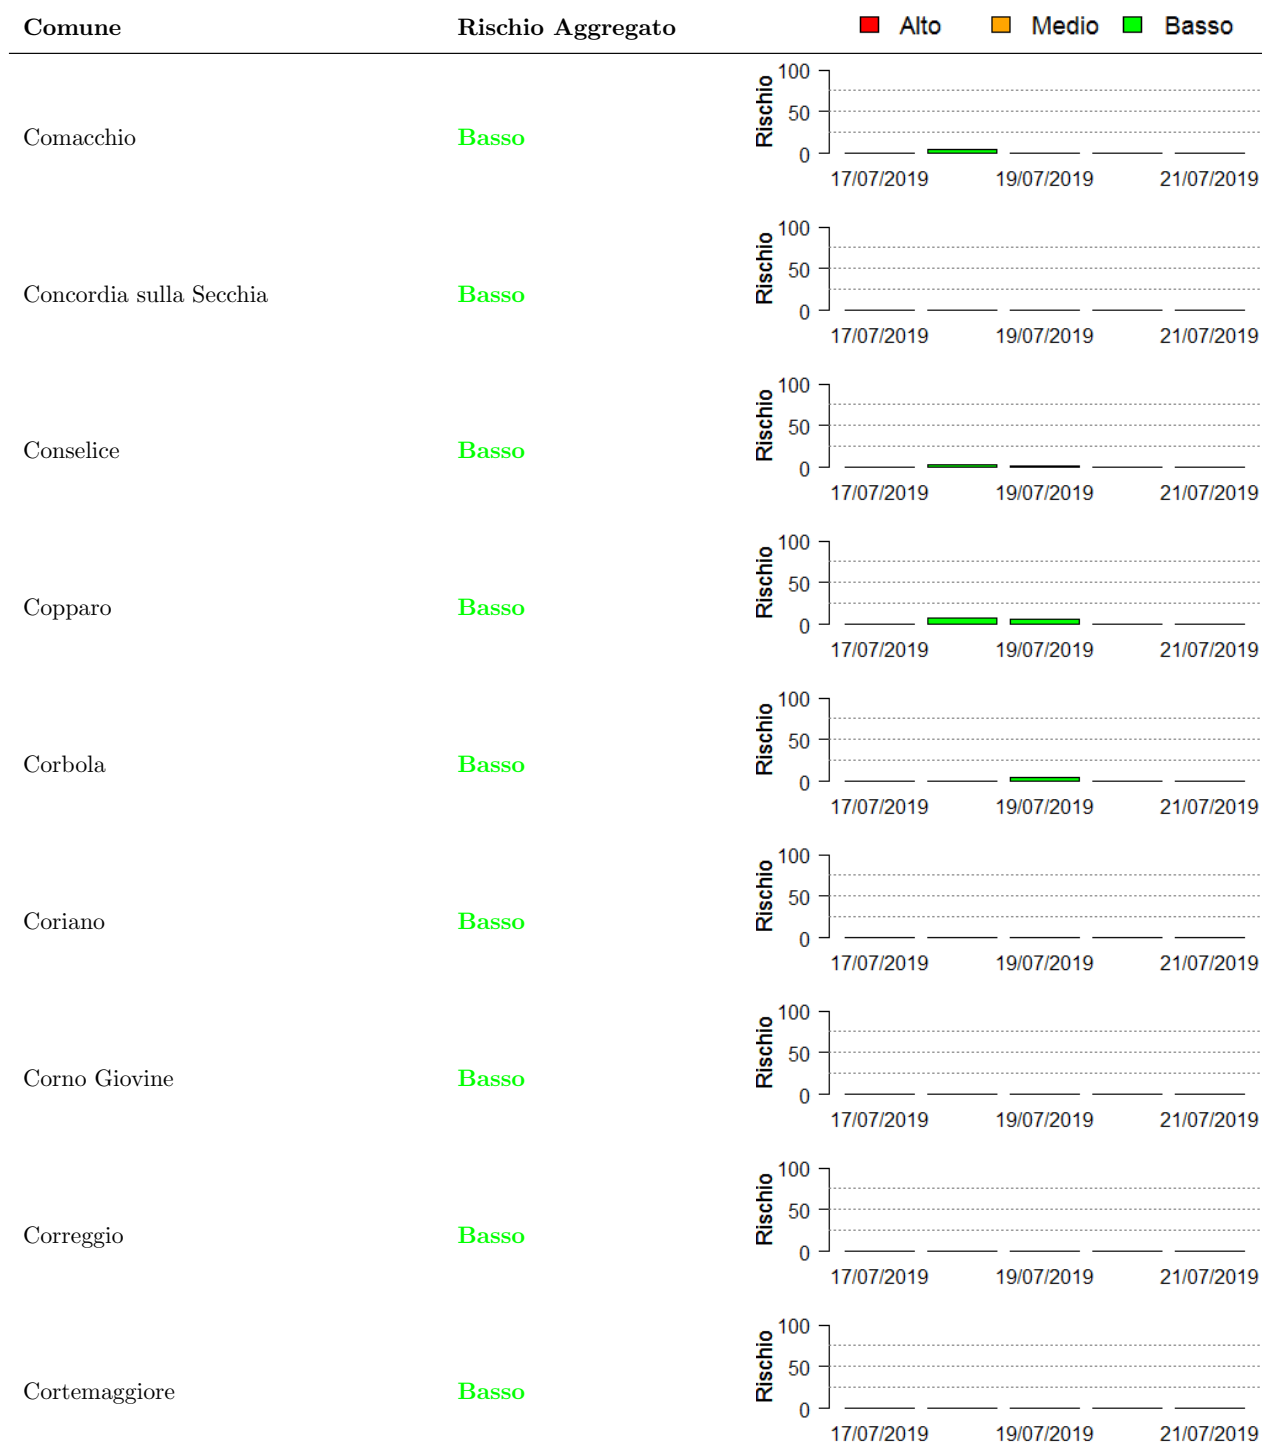 Comune Rischio Aggregato Alto Medio Basso
Comacchio Basso Rischio 100 50 0
17/07/2019 19/07/2019 21/07/2019
Concordia sulla Secchia Basso Rischio 100 50 0
17/07/2019 19/07/2019 21/07/2019
Conselice Basso Rischio 100 50 0
17/07/2019 19/07/2019 21/07/2019
Copparo Basso Rischio 100 50 0
17/07/2019 19/07/2019 21/07/2019
Corbola Basso Rischio 100 50 0
17/07/2019 19/07/2019 21/07/2019
Coriano Basso Rischio 100 50 0
17/07/2019 19/07/2019 21/07/2019
Corno Giovine Basso Rischio 100 50 0
17/07/2019 19/07/2019 21/07/2019
Correggio Basso Rischio 100 50 0
17/07/2019 19/07/2019 21/07/2019
Cortemaggiore Basso Rischio 100 50 0
17/07/2019 19/07/2019 21/07/2019